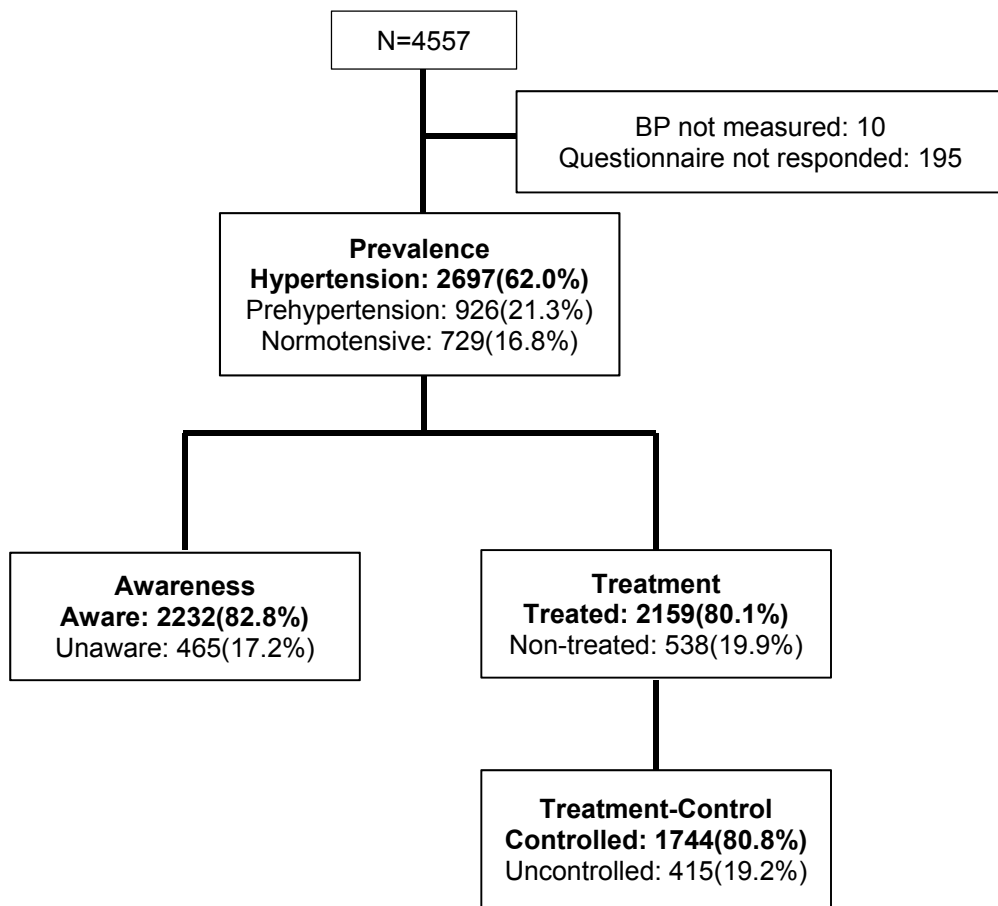 N=4557
BP not measured: 10
Questionnaire not responded: 195
Prevalence
Hypertension: 2697(62.0%)
Prehypertension: 926(21.3%)
Normotensive: 729(16.8%)
Awareness
Aware: 2232(82.8%)
Unaware: 465(17.2%)
Treatment
Treated: 2159(80.1%)
Non-treated: 538(19.9%)
Treatment-Control
Controlled: 1744(80.8%)
Uncontrolled: 415(19.2%)